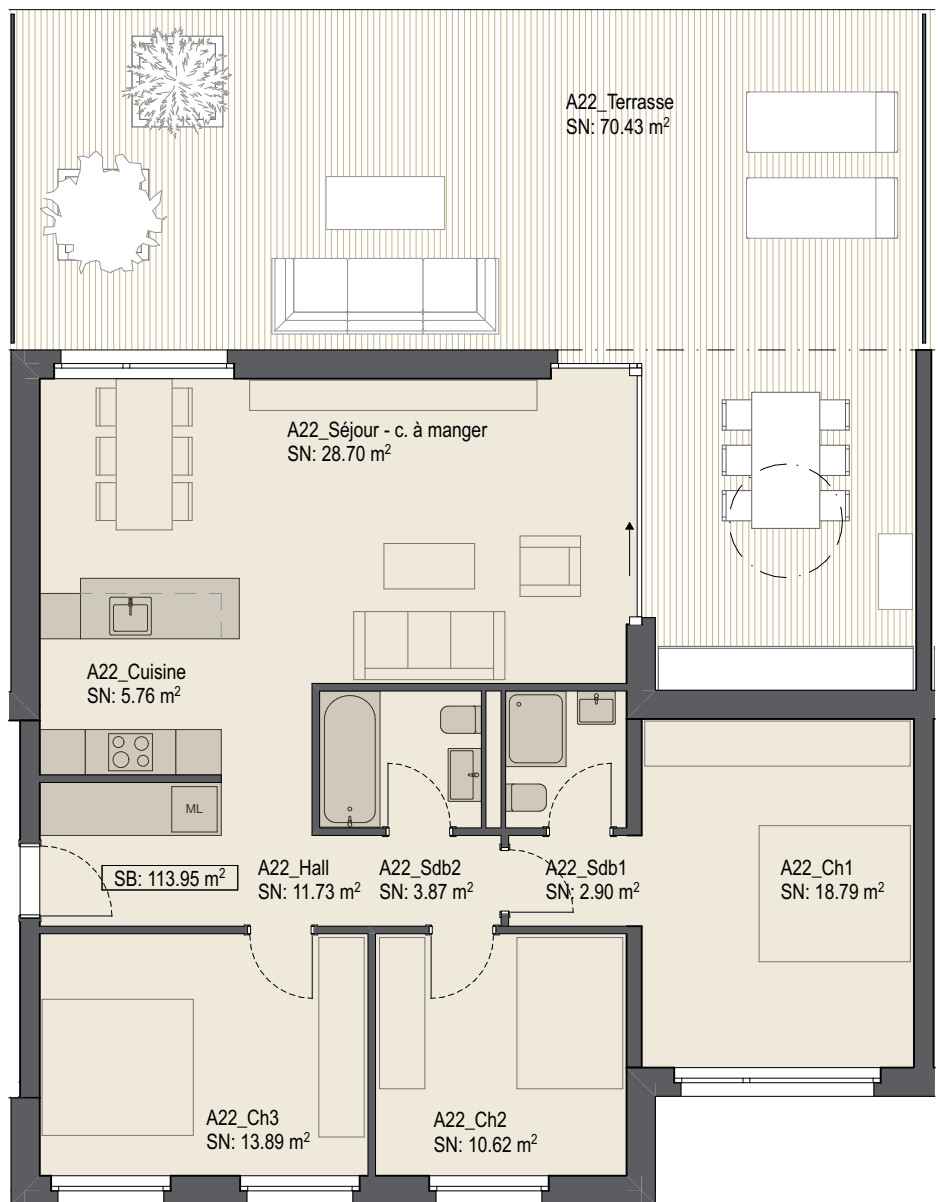 A22_Terrasse
SN: 70.43 m²
A22_Séjour - c. à manger
SN: 28.70 m²
A22_Cuisine
SN: 5.76 m²
ML
SB: 113.95 m²
A22_Hall
SN: 11.73 m²
A22_Sdb2
SN: 3.87 m²
A22_Sdb1
SN: 2.90 m²
A22_Ch1
SN: 18.79 m²
A22_Ch3
SN: 13.89 m²
A22_Ch2
SN: 10.62 m²